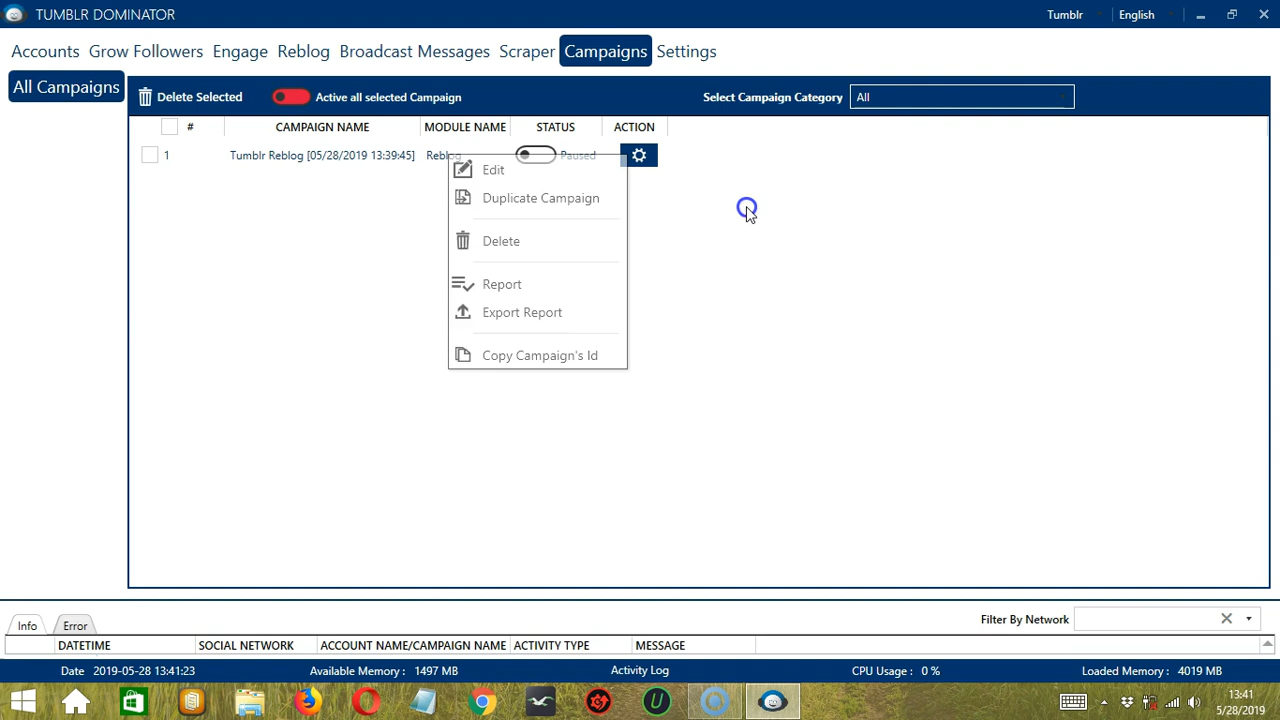 TUMBLR DOMINATOR
Tumblr English
Accounts Grow Followers Engage Reblog Broadcast Messages Scraper Campaigns Settings
All Campaigns
Delete Selected Active all selected Campaign Select Campaign Category All
# CAMPAIGN NAME MODULE NAME STATUS ACTION
1 Tumblr Reblog [05/28/2019 13:39:45] Reblog Paused
Edit
Duplicate Campaign
Delete
Report
Export Report
Copy Campaign's Id
Info Error Filter By Network
DATETIME SOCIAL NETWORK ACCOUNT NAME/CAMPAIGN NAME ACTIVITY TYPE MESSAGE
Date 2019-05-28 13:41:23 Available Memory : 1497 MB Activity Log CPU Usage : 0 % Loaded Memory : 4019 MB
13:41
5/28/2019